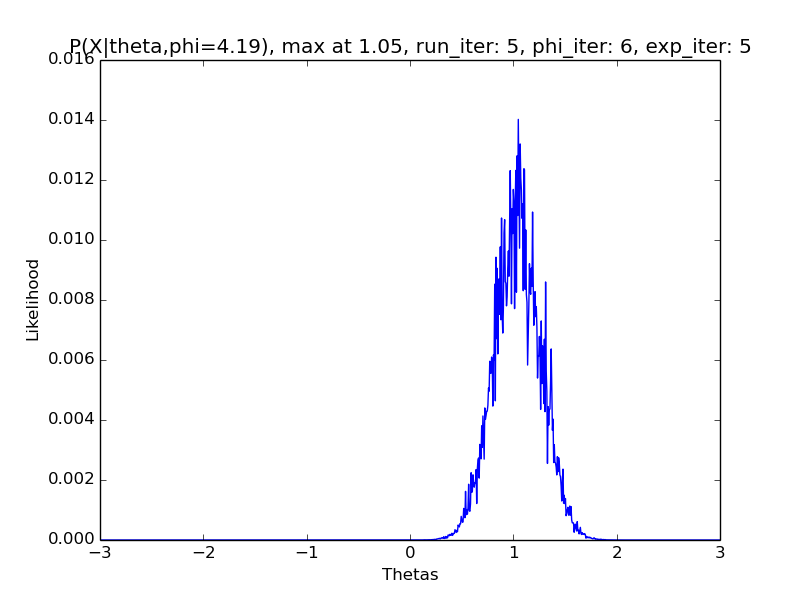 P(X|theta,phi=4.19), max at 1.05, run_iter: 5, phi_iter: 6, exp_iter: 5
0.016
0.014
0.012
0.010
0.008
0.006
0.004
0.002
0.000
Likelihood
−3 −2 −1 0 1 2 3
Thetas